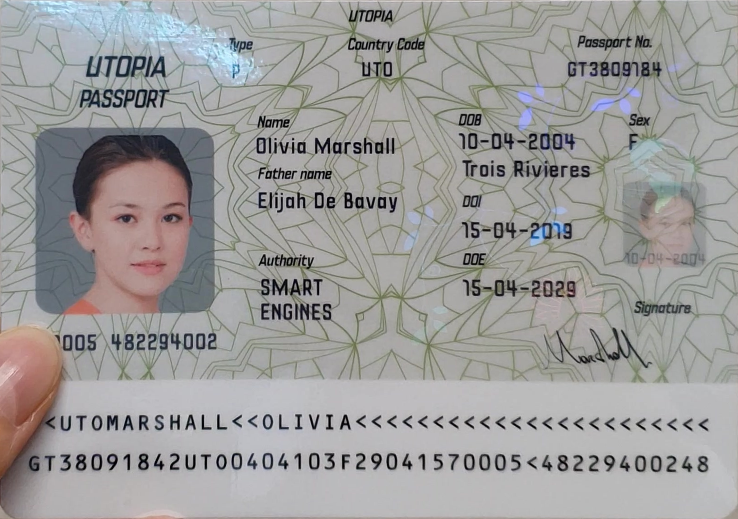 UTOPIA
UTOPIA
PASSPORT
Type
P
Country Code
UTO
Passport No.
GT3809184
Name
Olivia Marshall
Father name
Elijah De Bavay
Authority
SMART
ENGINES
DOB
10-04-2004
Trois Rivieres
DOI
15-04-2019
DOE
15-04-2029
Sex
F
10-04-2004
Signature
Marshall
005 482294002
<UTOMARSHALL<<OLIVIA<<<<<<<<<<<<<<<<<<<<<<<
GT38091842UTO0404103F29041570005<48229400248